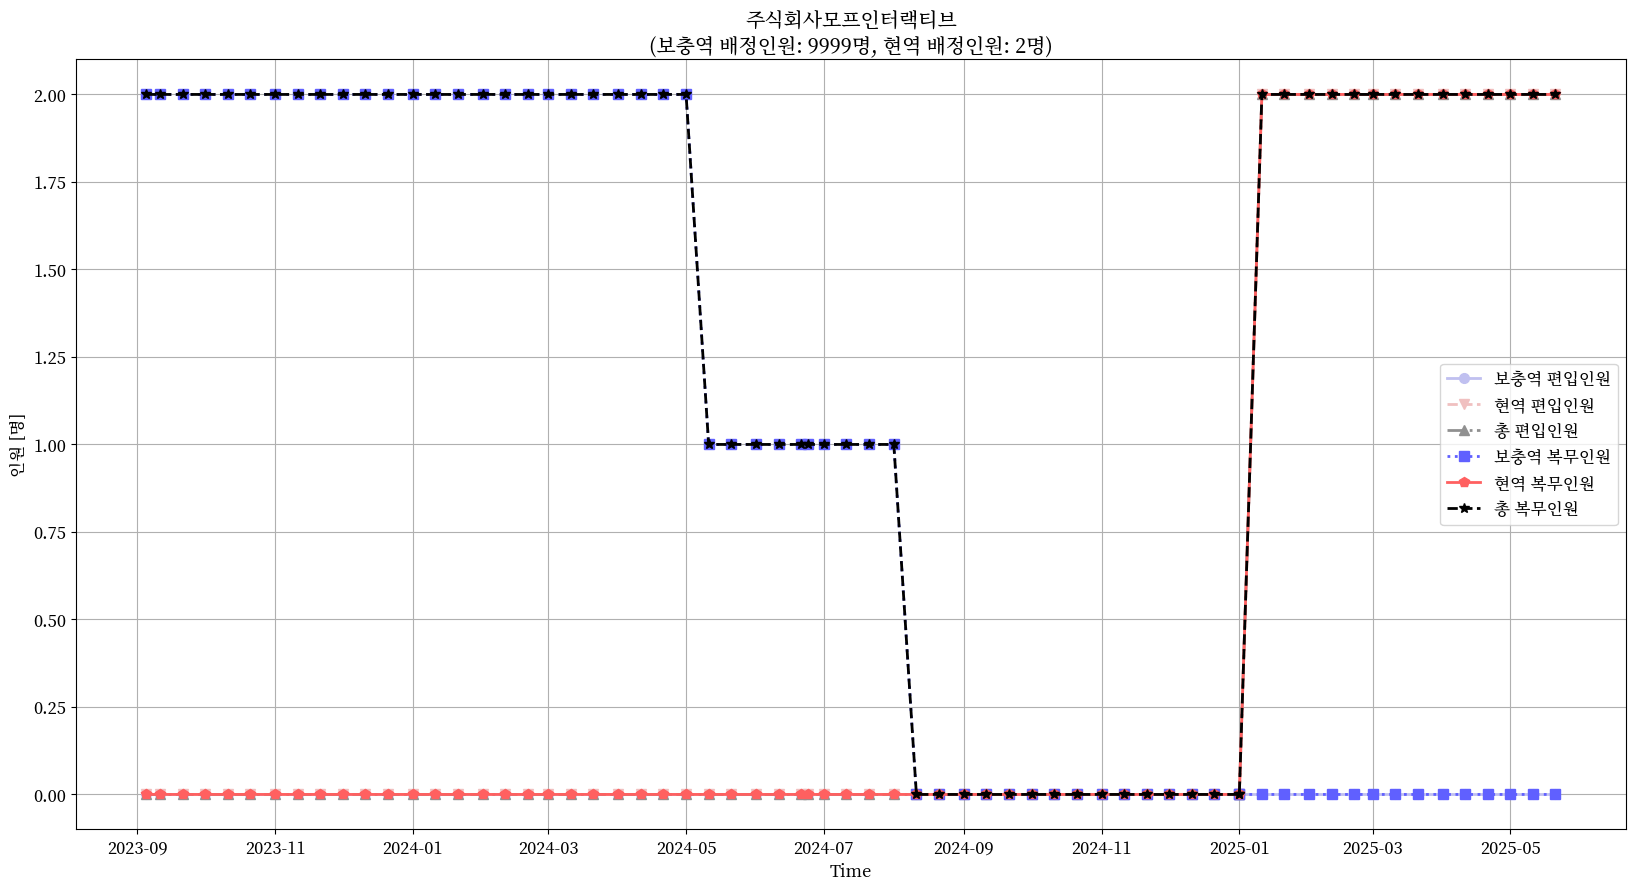 주식회사모프인터랙티브
(보충역 배정인원: 9999명, 현역 배정인원: 2명)
인원 [명]
2.00
1.75
1.50
1.25
1.00
0.75
0.50
0.25
0.00
보충역 편입인원
현역 편입인원
총 편입인원
보충역 복무인원
현역 복무인원
총 복무인원
2023-09
2023-11
2024-01
2024-03
2024-05
2024-07
2024-09
2024-11
2025-01
2025-03
2025-05
Time